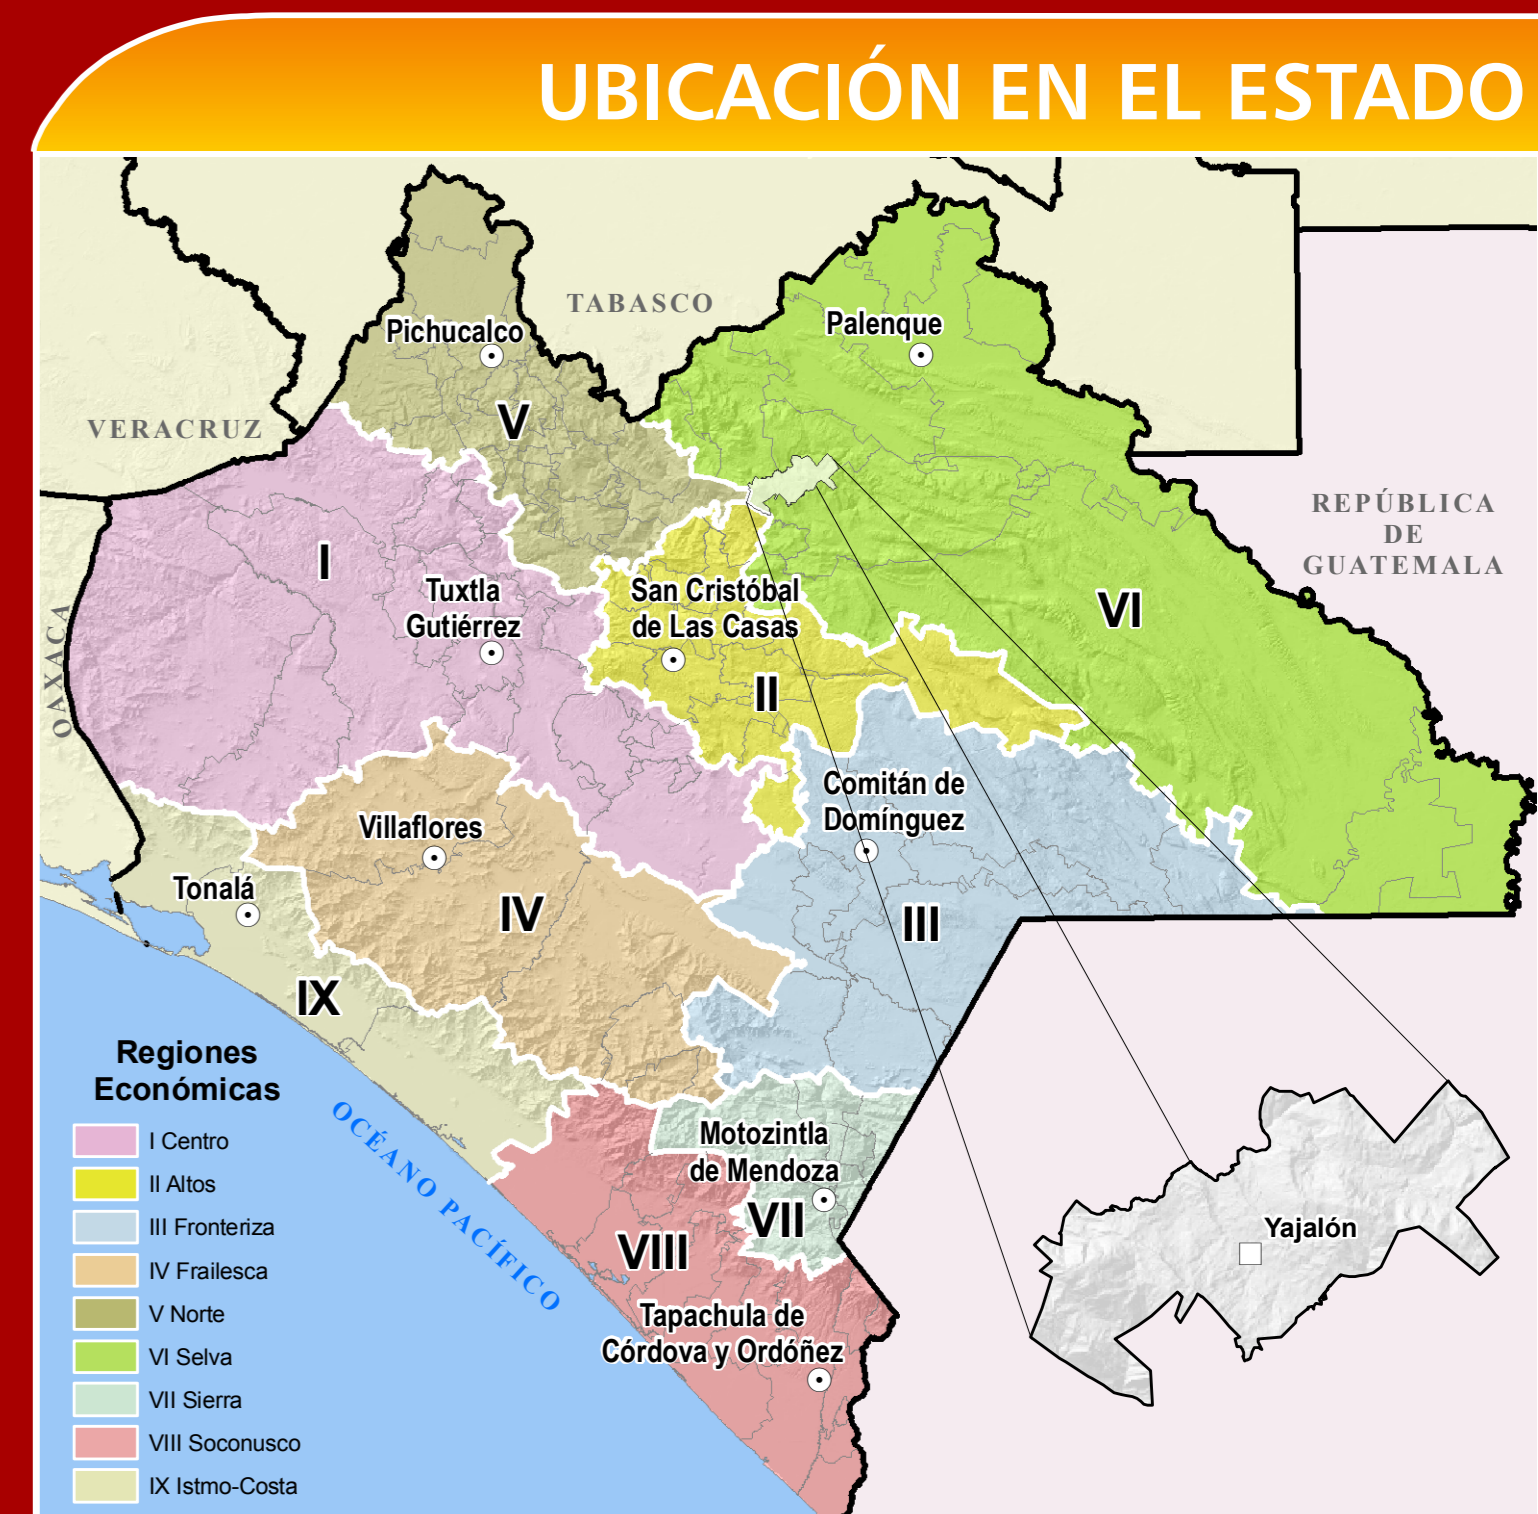 UBICACIÓN EN EL ESTADO
TABASCO
Pichucalco
Palenque
V
VERACRUZ
REPÚBLICA
DE
GUATEMALA
I
Tuxtla
Gutiérrez
San Cristóbal
de Las Casas
VI
OAXACA
II
Comitán de
Domínguez
Villaflores
Tonalá
IV
III
IX
Regiones
Económicas
I Centro
II Altos
III Fronteriza
IV Frailesca
V Norte
VI Selva
VII Sierra
VIII Soconusco
IX Istmo-Costa
OCÉANO PACÍFICO
Motozintla
de Mendoza
VII
VIII
Yajalón
Tapachula de
Córdova y Ordóñez